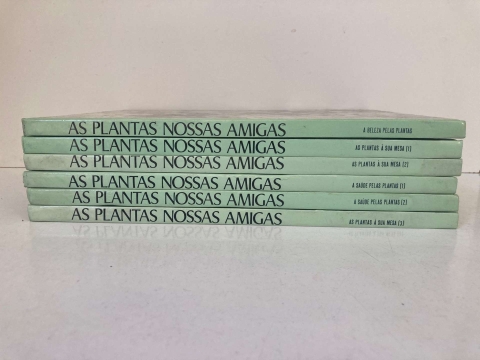 AS PLANTAS NOSSAS AMIGAS A BELEZA PELAS PLANTAS
AS PLANTAS NOSSAS AMIGAS AS PLANTAS À SUA MESA (1)
AS PLANTAS NOSSAS AMIGAS AS PLANTAS À SUA MESA (2)
AS PLANTAS NOSSAS AMIGAS A SAÚDE PELAS PLANTAS (1)
AS PLANTAS NOSSAS AMIGAS A SAÚDE PELAS PLANTAS (2)
AS PLANTAS NOSSAS AMIGAS AS PLANTAS À SUA MESA (3)